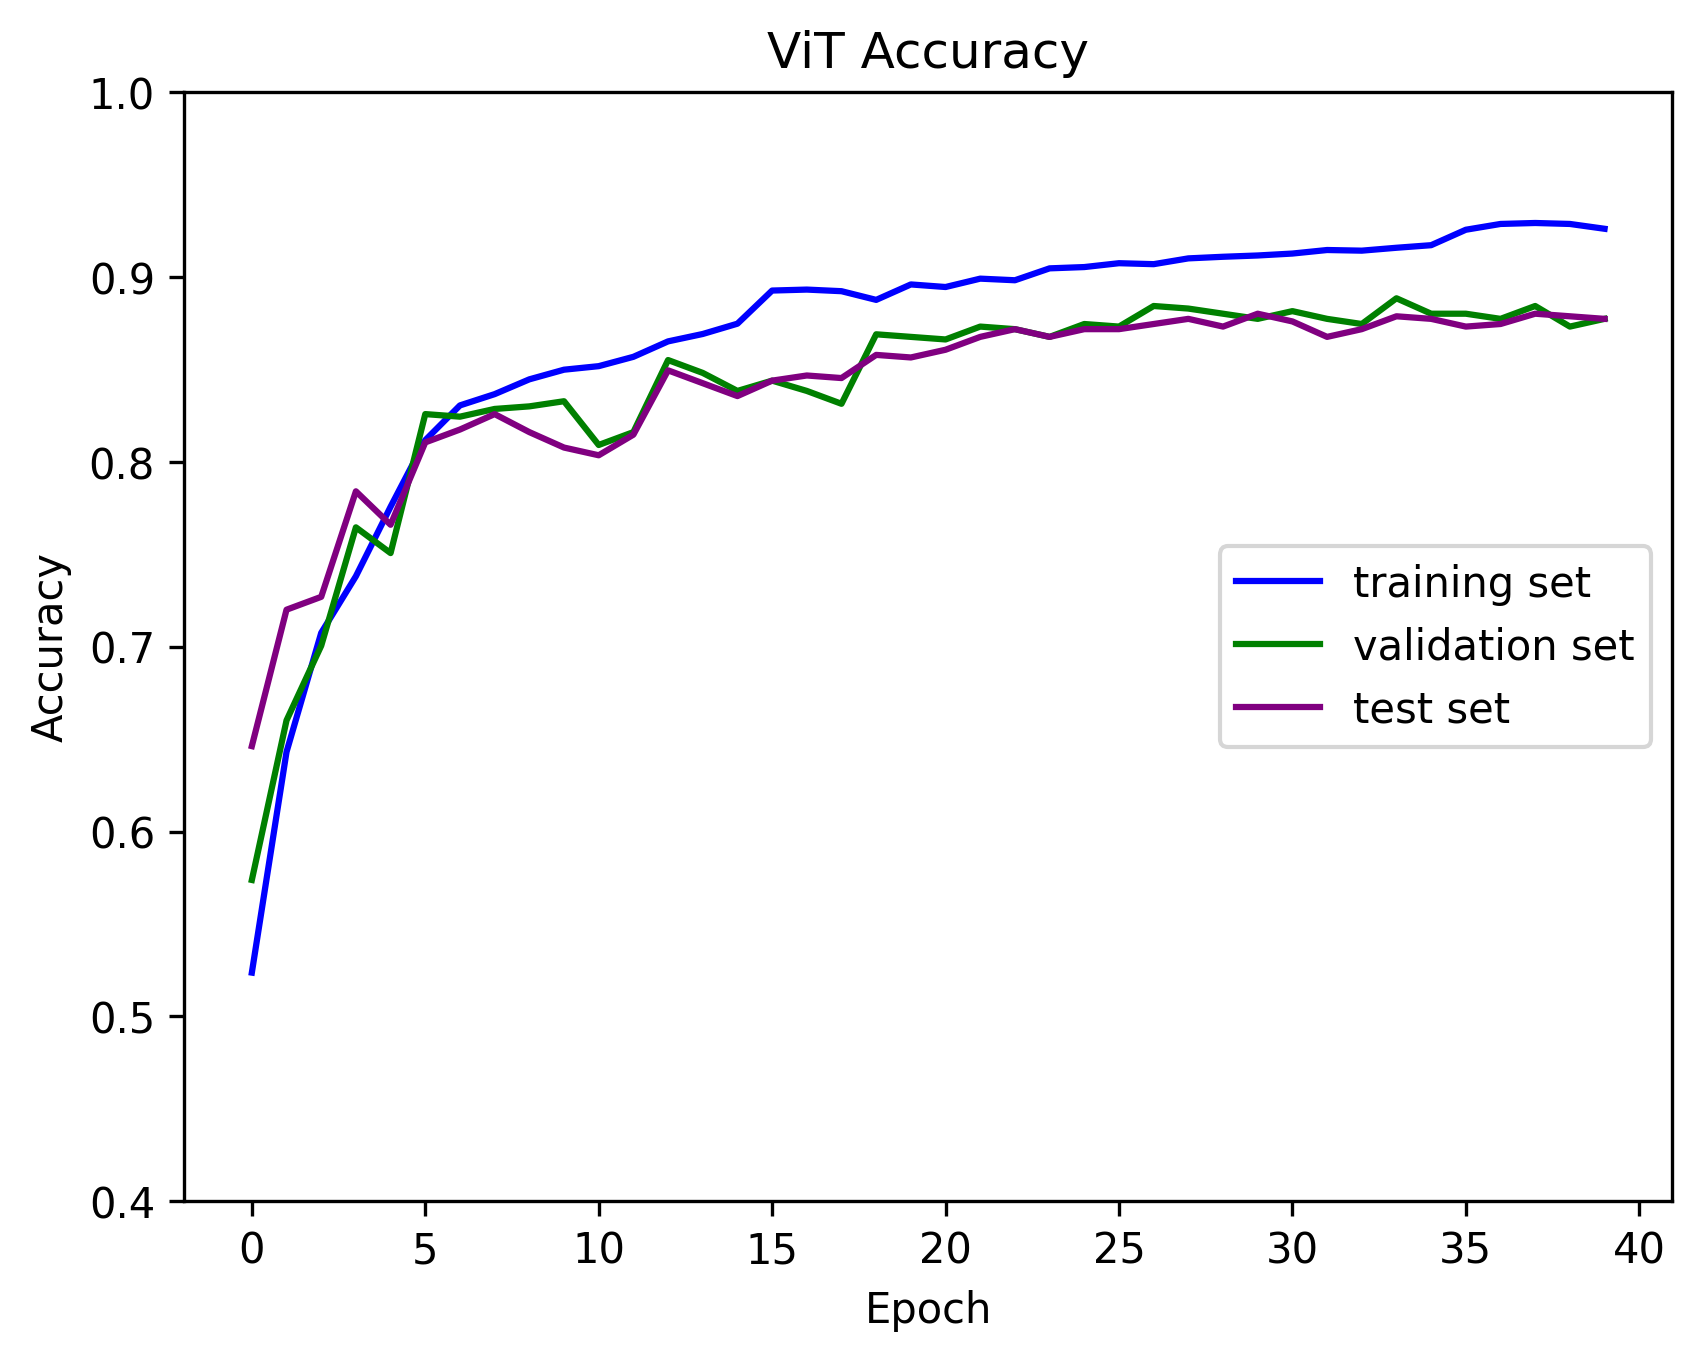 ViT Accuracy
1.0
0.9
0.8
0.7
0.6
0.5
0.4
Accuracy
training set
validation set
test set
0 5 10 15 20 25 30 35 40
Epoch